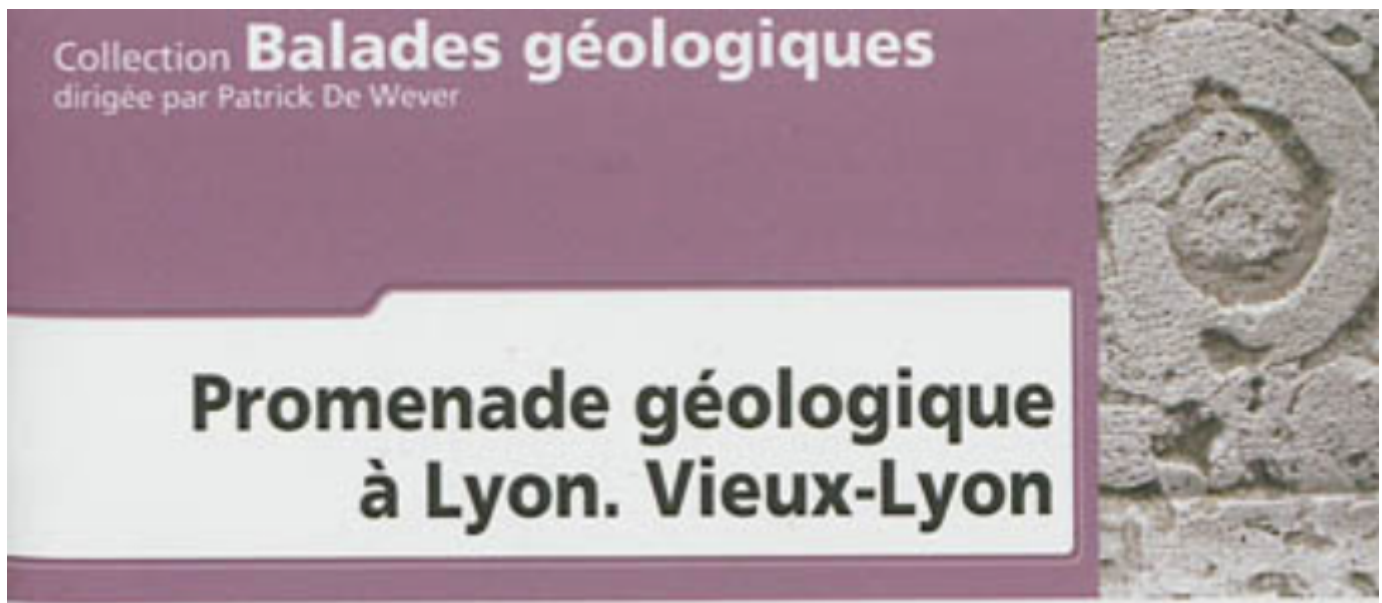 Collection Balades géologiques
dirigée par Patrick De Wever
Promenade géologique
à Lyon. Vieux-Lyon